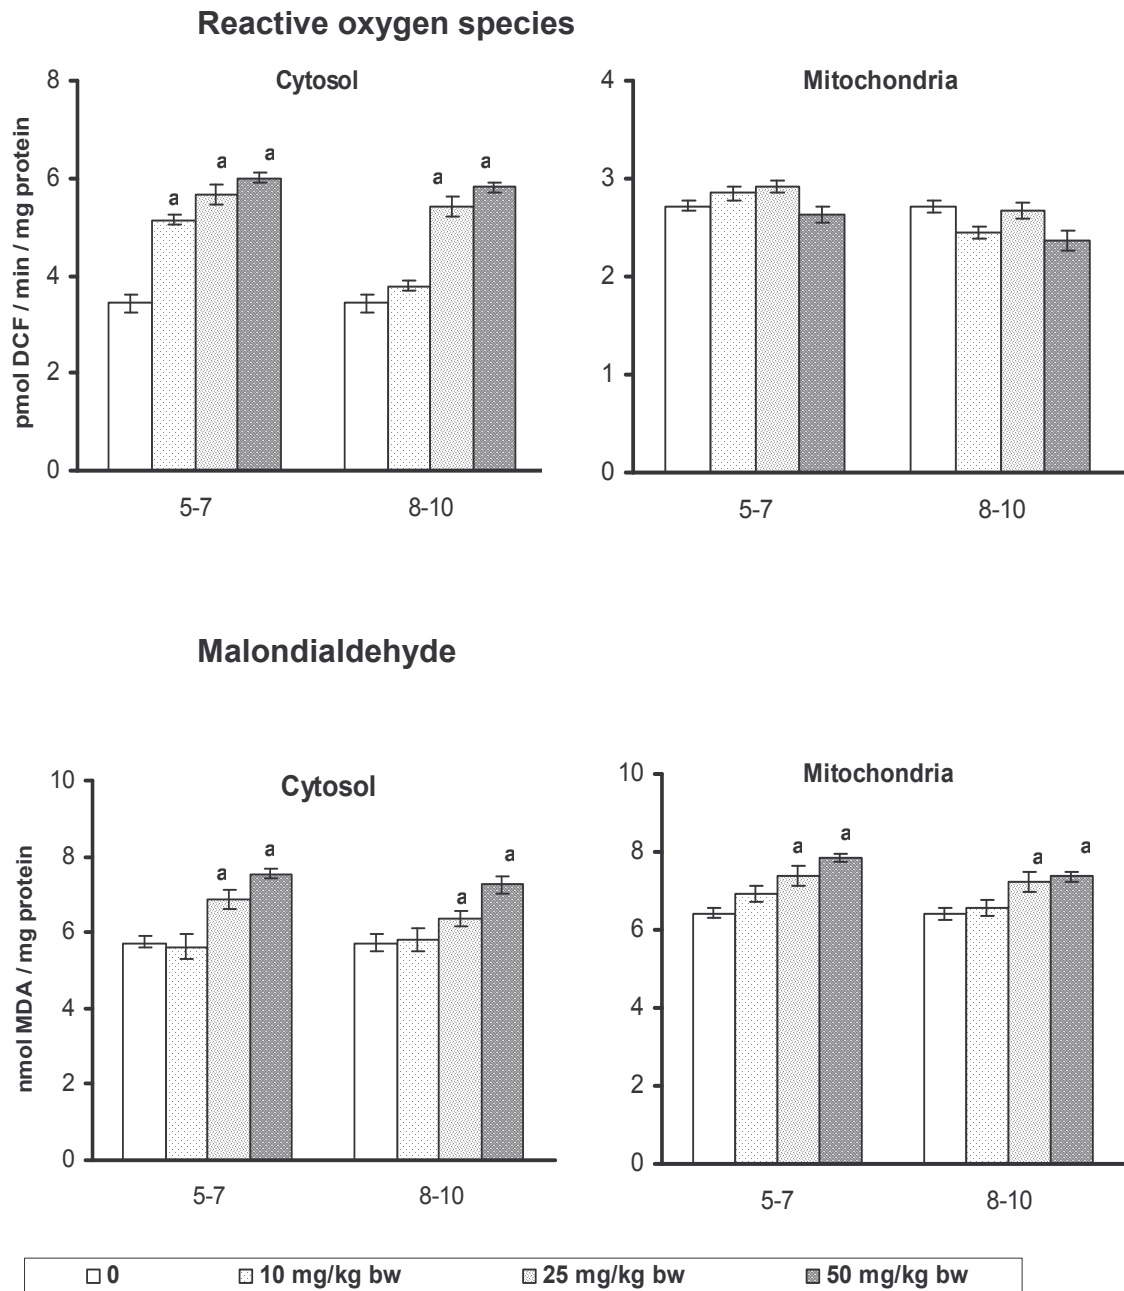 Reactive oxygen species
Cytosol
Mitochondria
pmol DCF / min / mg protein
8
6
4
2
0
a
a
a
a
a
5-7
8-10
4
3
2
1
0
5-7
8-10
Malondialdehyde
Cytosol
Mitochondria
nmol MDA / mg protein
10
8
6
4
2
0
a
a
a
a
5-7
8-10
10
8
6
4
2
0
a
a
a
a
5-7
8-10
0 10 mg/kg bw 25 mg/kg bw 50 mg/kg bw